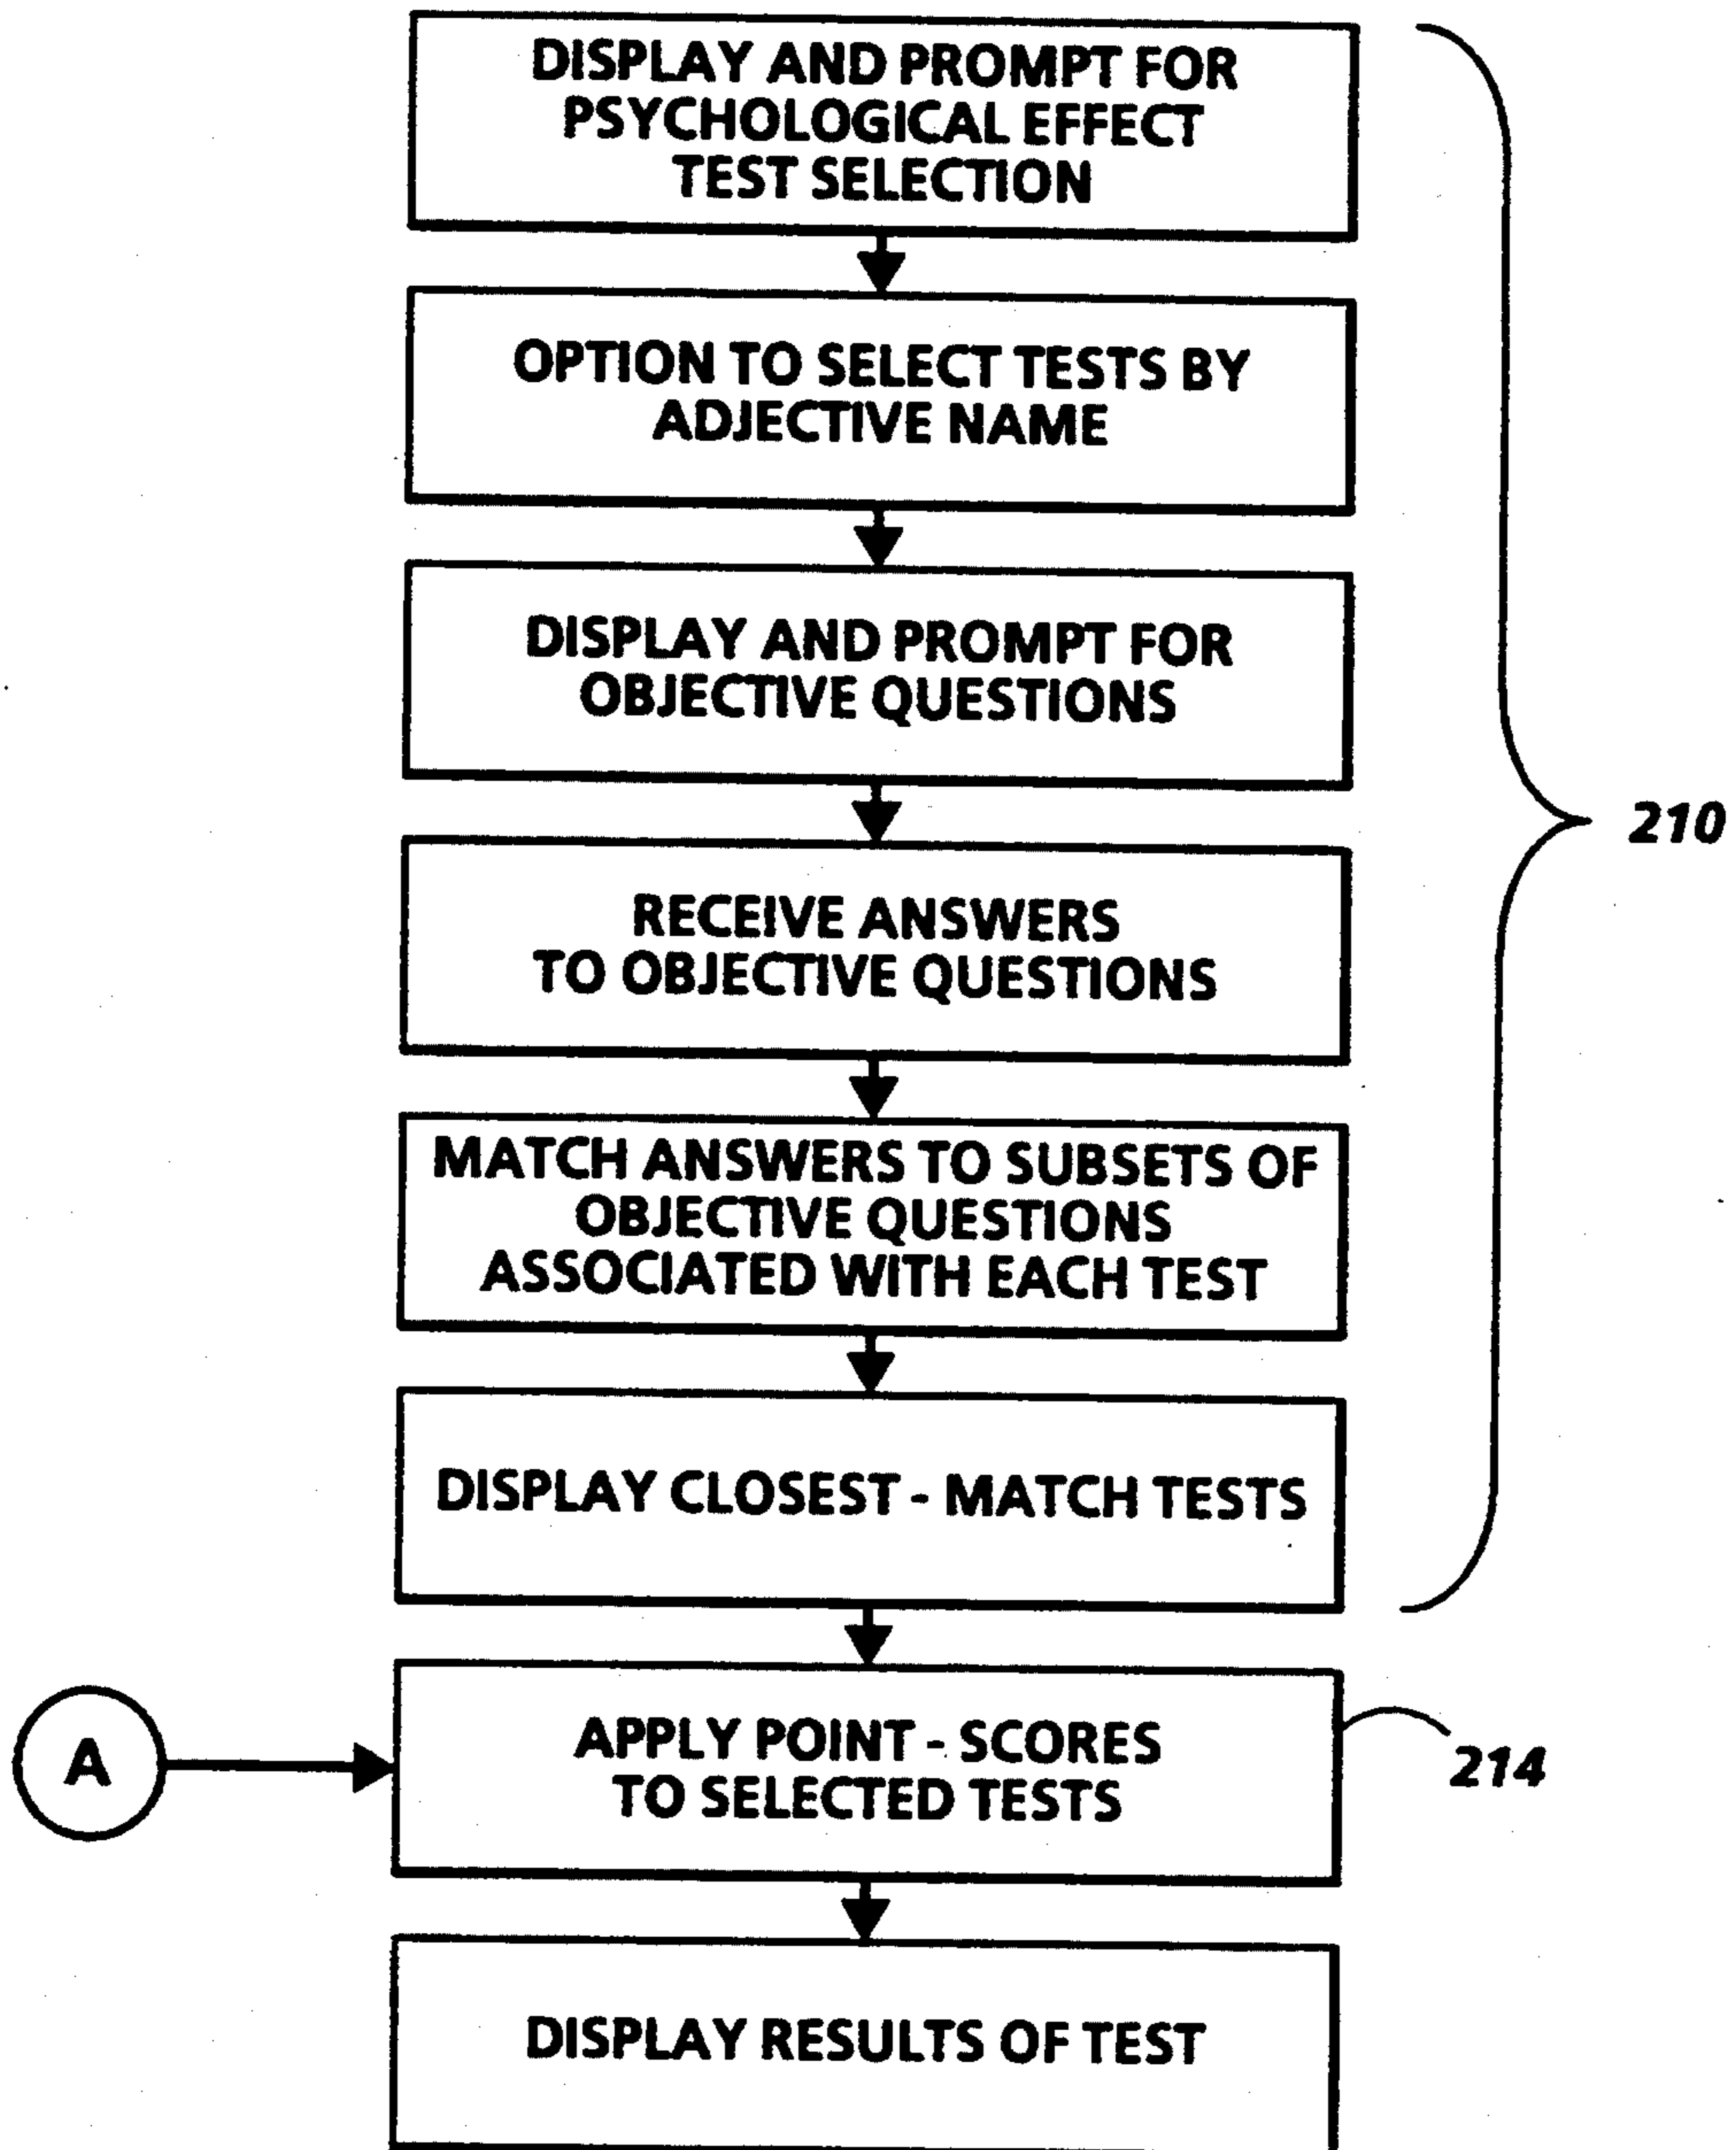 DISPLAY AND PROMPT FOR
PSYCHOLOGICAL EFFECT
TEST SELECTION
OPTION TO SELECT TESTS BY
ADJECTIVE NAME
DISPLAY AND PROMPT FOR
OBJECTIVE QUESTIONS
210
RECEIVE ANSWERS
TO OBJECTIVE QUESTIONS
MATCH ANSWERS TO SUBSETS OF
OBJECTIVE QUESTIONS
ASSOCIATED WITH EACH TEST
DISPLAY CLOSEST - MATCH TESTS
A
APPLY POINT - SCORES
TO SELECTED TESTS
214
DISPLAY RESULTS OF TEST